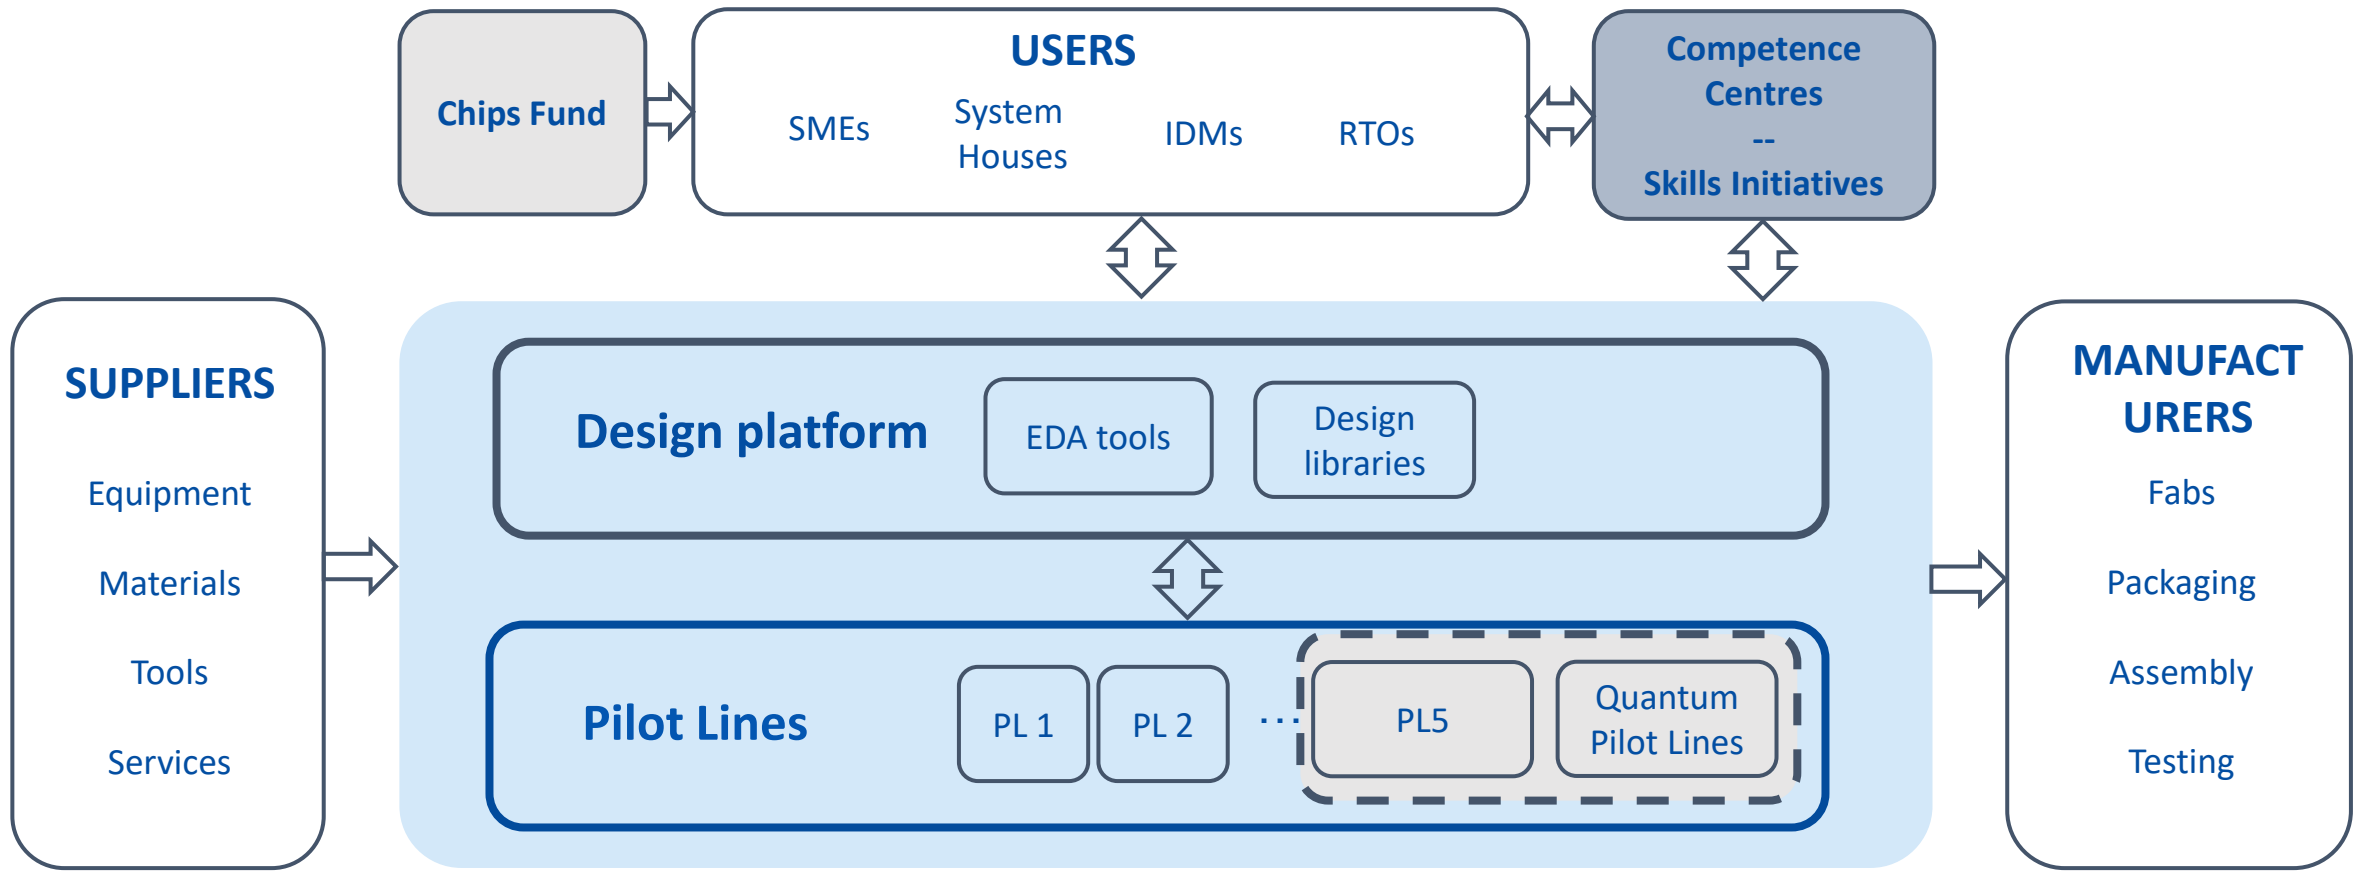 Chips Fund
USERS
SMEs
System
Houses
IDMs
RTOs
Competence
Centres
--
Skills Initiatives
SUPPLIERS
Equipment
Materials
Tools
Services
Design platform
EDA tools
Design
libraries
Pilot Lines
PL 1
PL 2
...
PL5
Quantum
Pilot Lines
MANUFACT
URERS
Fabs
Packaging
Assembly
Testing